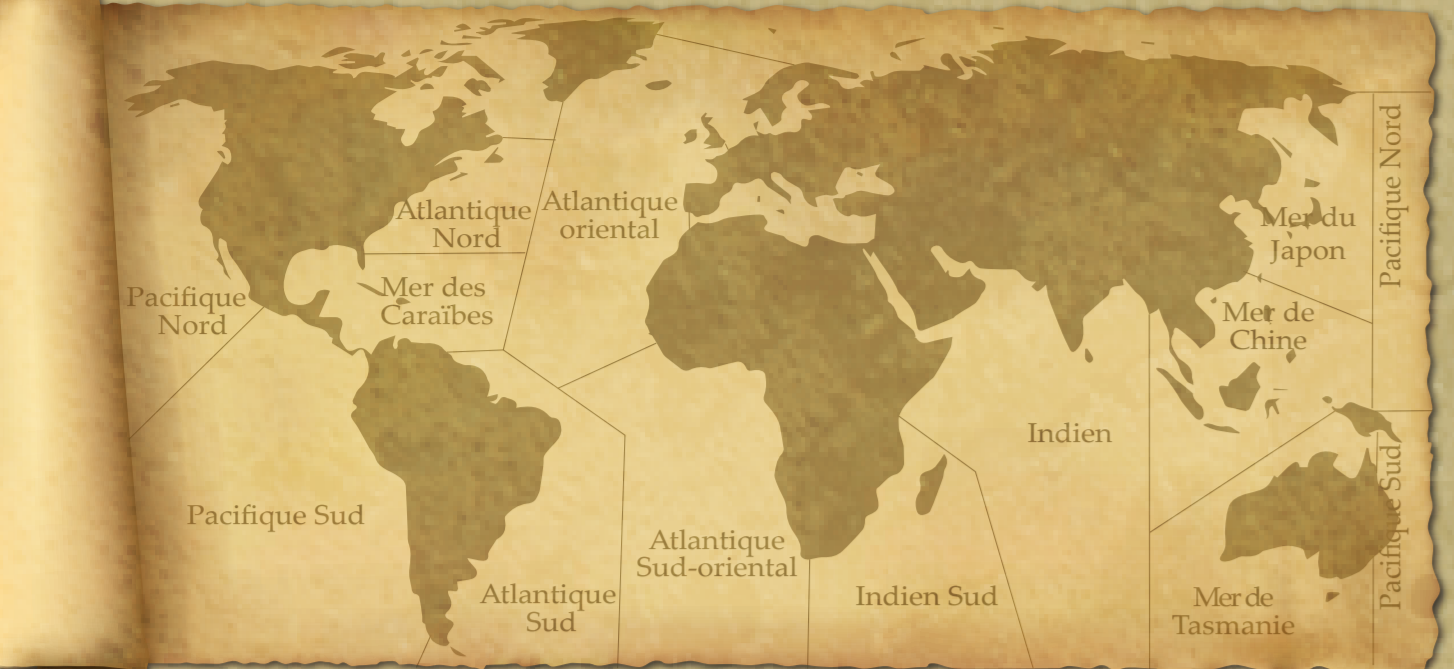 Atlantique
Nord
Atlantique
oriental
Mer du
Japon
Pacifique Nord
Pacifique
Nord
Mer des
Caraïbes
Mer de
Chine
Indien
Pacifique Sud
Atlantique
Sud-oriental
Atlantique
Sud
Indien Sud
Mer de
Tasmanie
Pacifique Sud